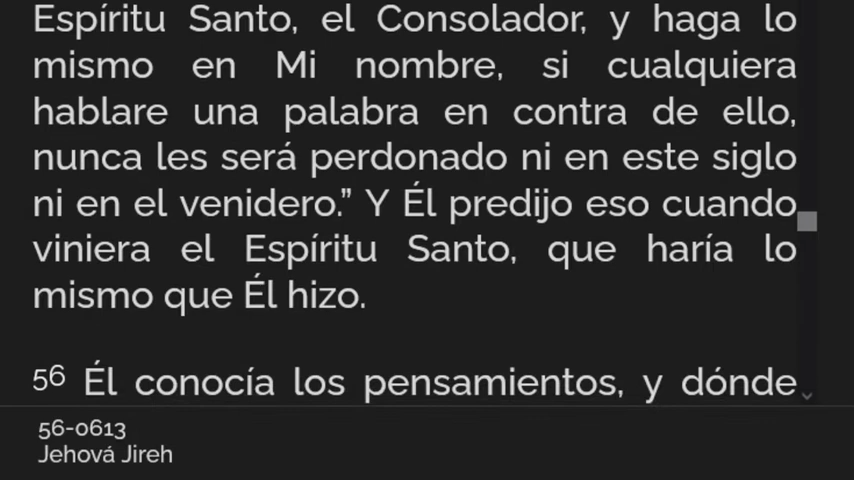 Espíritu Santo, el Consolador, y haga lo
mismo en Mi nombre, si cualquiera
hablare una palabra en contra de ello,
nunca les será perdonado ni en este siglo
ni en el venidero.” Y Él predijo eso cuando
viniera el Espíritu Santo, que haría lo
mismo que Él hizo.
56 Él conocía los pensamientos, y dónde
56-0613
Jehová Jireh